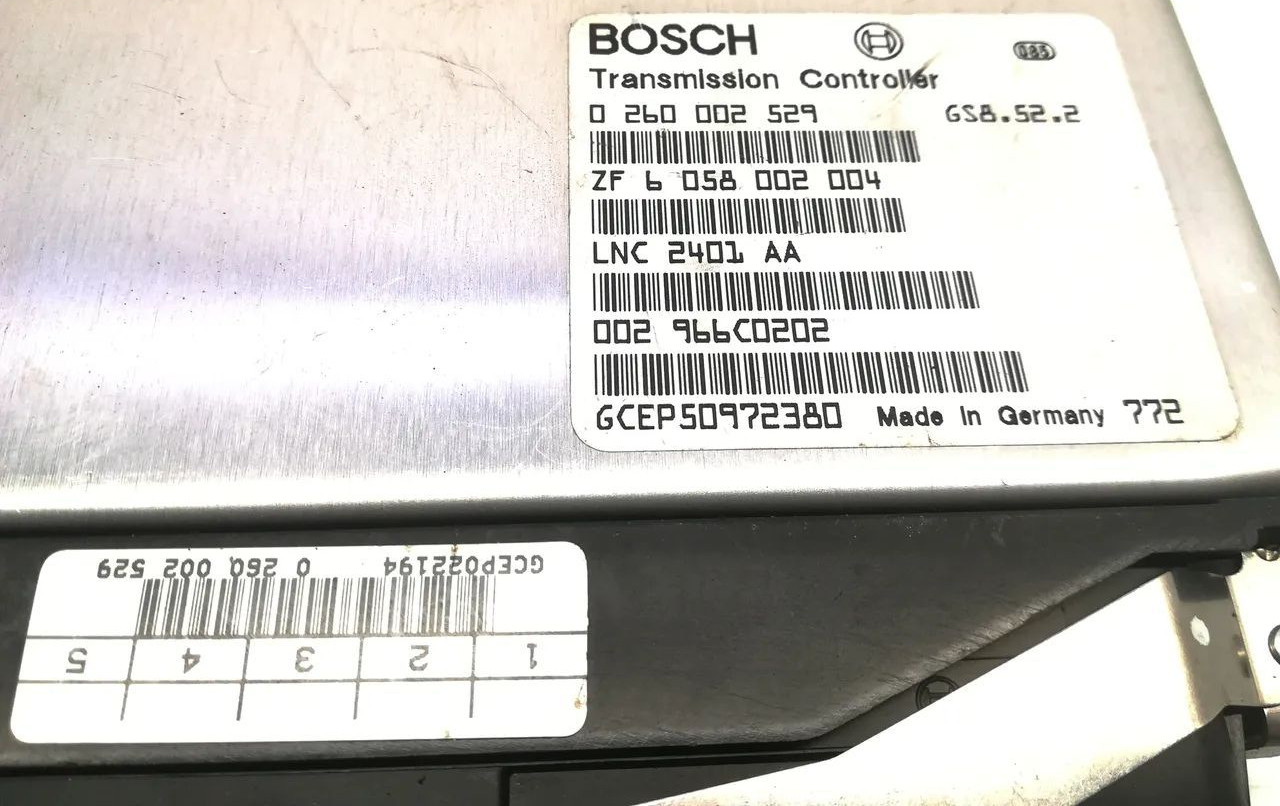 BOSCH
085
Transmission Controller
0 260 002 529 GS8.52.2
ZF 6 058 002 004
LNC 2401 AA
002 966C0202
GCEP50972380 Made in Germany 772
GCEP022194 0 260 002 529
1 2 3 4 5